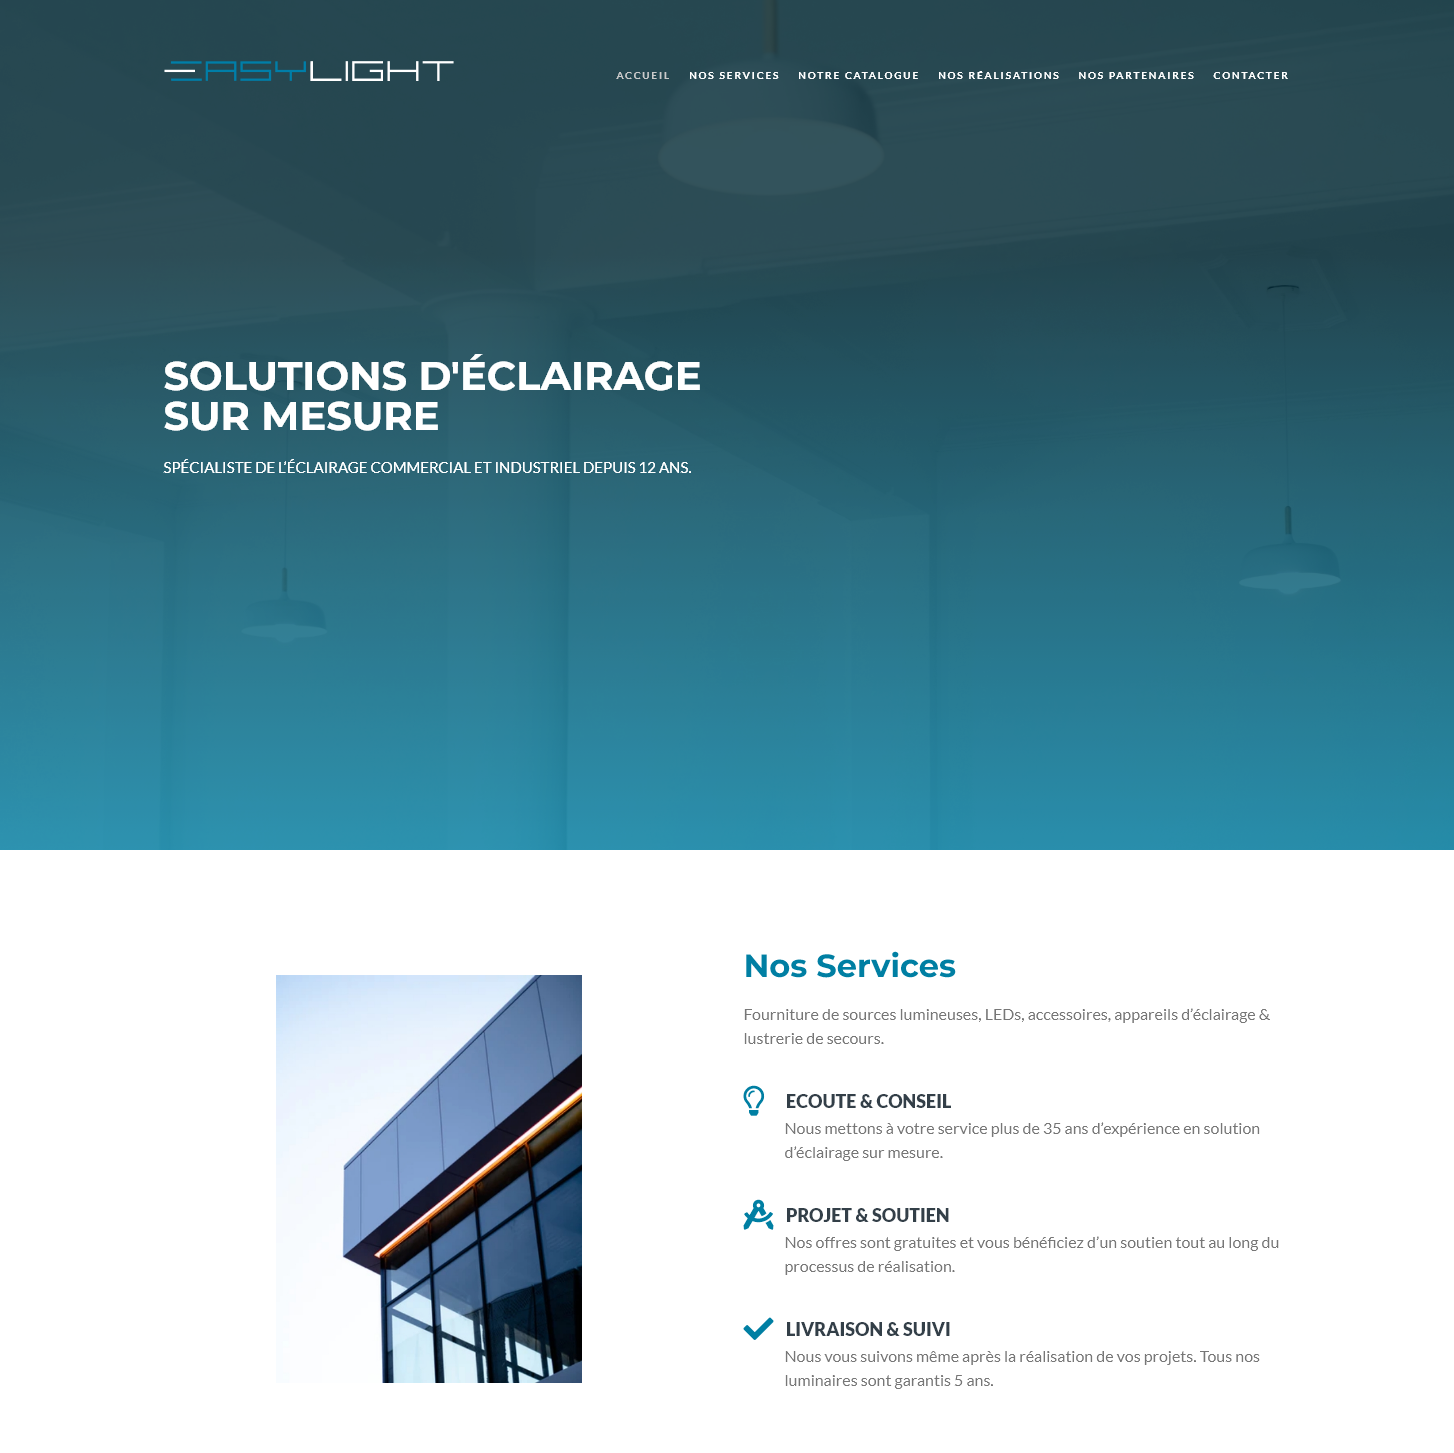 EASYLIGHT
ACCUEIL NOS SERVICES NOTRE CATALOGUE NOS RÉALISATIONS NOS PARTENAIRES CONTACTER
SOLUTIONS D'ÉCLAIRAGE
SUR MESURE
SPÉCIALISTE DE L’ÉCLAIRAGE COMMERCIAL ET INDUSTRIEL DEPUIS 12 ANS.
Nos Services
Fourniture de sources lumineuses, LEDs, accessoires, appareils d’éclairage &
lustrerie de secours.
ECOUTE & CONSEIL
Nous mettons à votre service plus de 35 ans d’expérience en solution
d’éclairage sur mesure.
PROJET & SOUTIEN
Nos offres sont gratuites et vous bénéficiez d’un soutien tout au long du
processus de réalisation.
LIVRAISON & SUIVI
Nous vous suivons même après la réalisation de vos projets. Tous nos
luminaires sont garantis 5 ans.